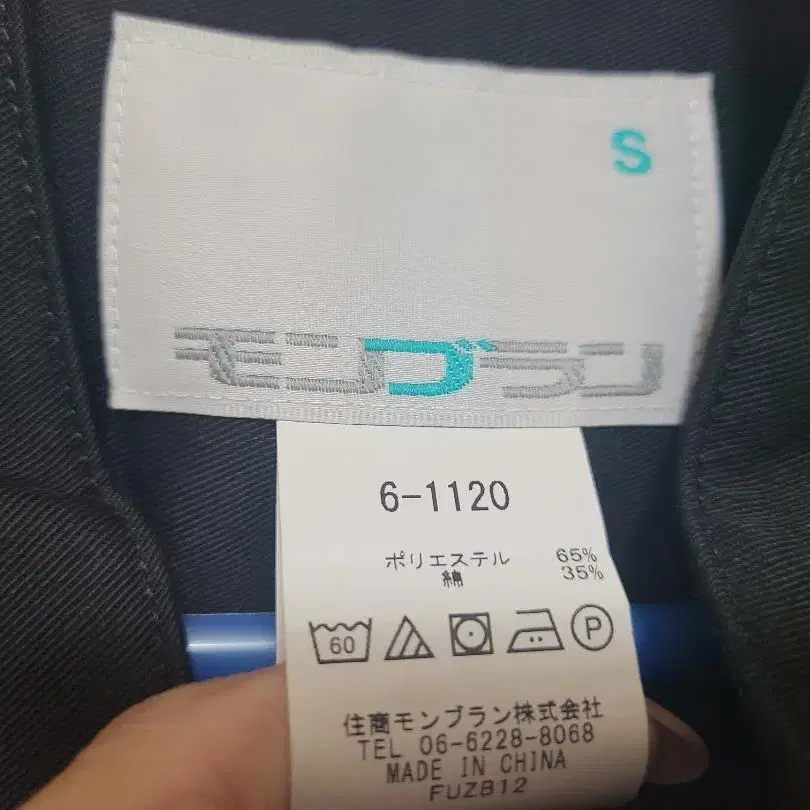 S
モンブラン
6-1120
ポリエステル 65%
綿 35%
60 P
住商モンブラン株式会社
TEL 06-6228-8068
MADE IN CHINA
FUZB12